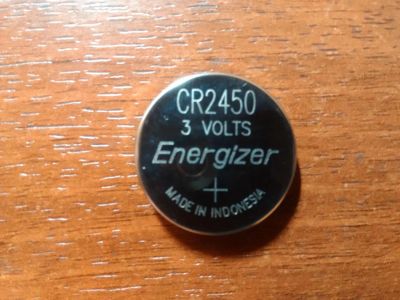 CR2450
3 VOLTS
Energizer
+
MADE IN INDONESIA